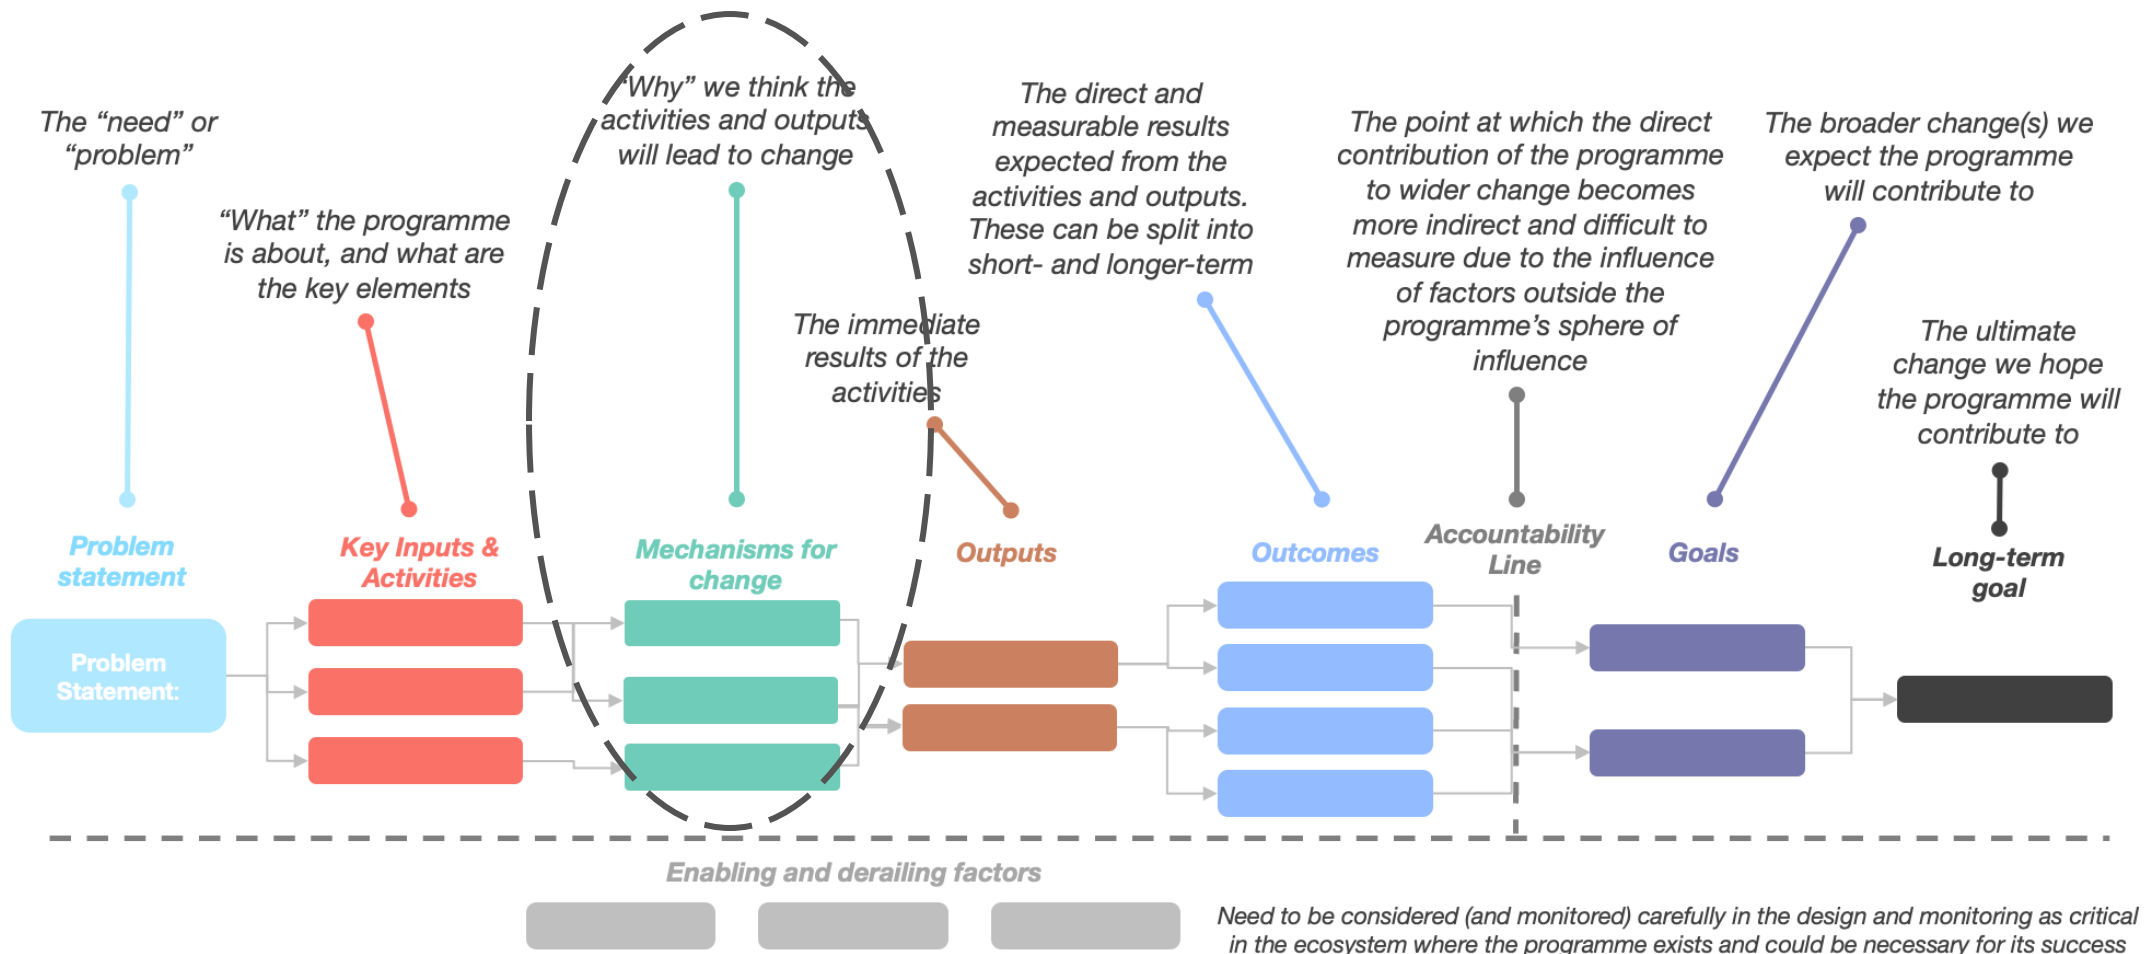 The “need” or
“problem”
“What” the programme
is about, and what are
the key elements
“Why” we think the
activities and outputs
will lead to change
The immediate
results of the
activities
The direct and
measurable results
expected from the
activities and outputs.
These can be split into
short- and longer-term
The point at which the direct
contribution of the programme
to wider change becomes
more indirect and difficult to
measure due to the influence
of factors outside the
programme’s sphere of
influence
The broader change(s) we
expect the programme
will contribute to
The ultimate
change we hope
the programme will
contribute to
Problem
statement
Key Inputs &
Activities
Mechanisms for
change
Outputs
Outcomes
Accountability
Line
Goals
Long-term
goal
Problem
Statement:
Enabling and derailing factors
Need to be considered (and monitored) carefully in the design and monitoring as critical
in the ecosystem where the programme exists and could be necessary for its success